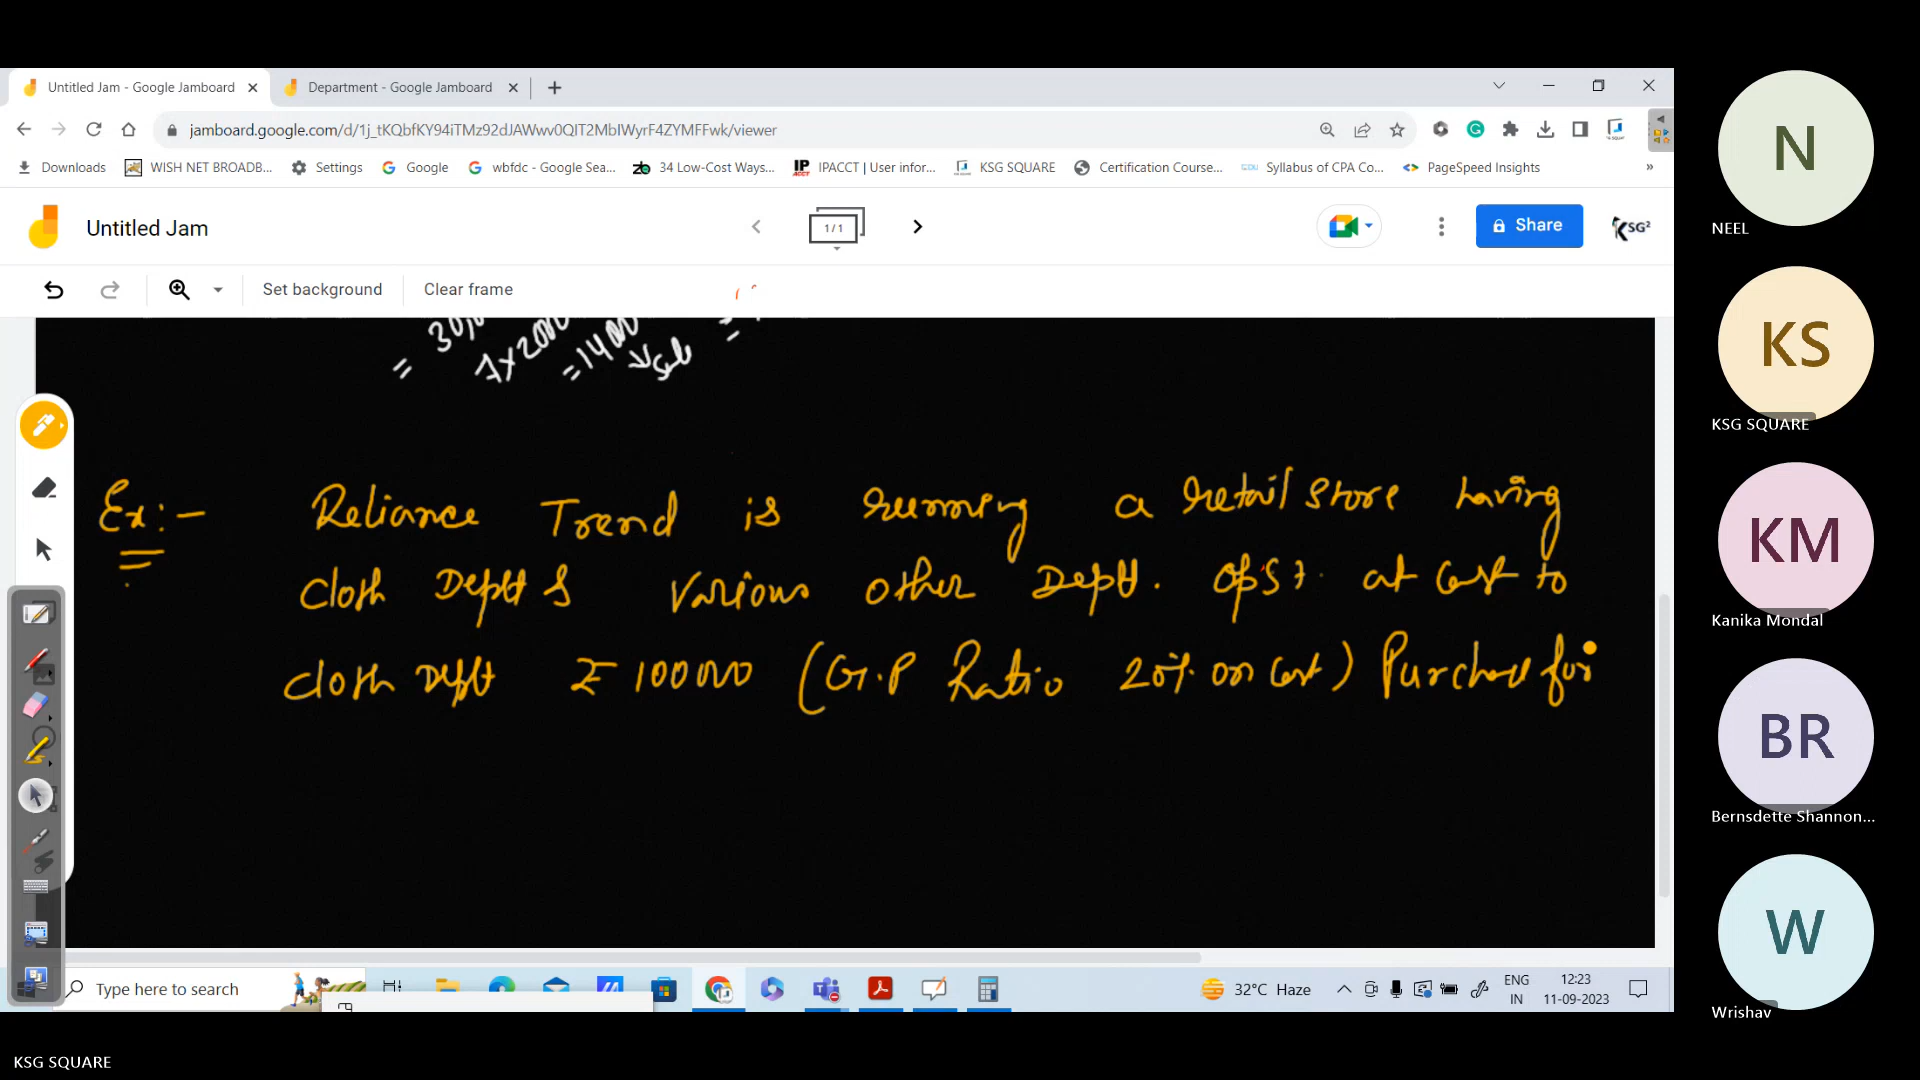 Untitled Jam - Google Jamboard
Department - Google Jamboard
jamboard.google.com/d/1j_tKQbfKY94iTMz92dJAWwv0QIT2MbIWyrF4ZYMFFwk/viewer
Downloads WISH NET BROADB... Settings Google wbfdc - Google Sea... 34 Low-Cost Ways... IPACCT | User infor... KSG SQUARE Certification Course... Syllabus of CPA Co... PageSpeed Insights »
Untitled Jam
1 / 1
Share
KSG²
Set background Clear frame
=
7x2000
=
=
Ex:- Reliance Trend is running a retail store having
cloth Deptt & various other Deptt. at cost to
cloth Deptt ₹ 100000 (G.P Ratio 20% on cost) Purchase for
Type here to search
32°C Haze
ENG
IN
12:23
11-09-2023
N
NEEL
KS
KSG SQUARE
KM
Kanika Mondal
BR
Bernsdette Shannon...
W
Wrishav
KSG SQUARE